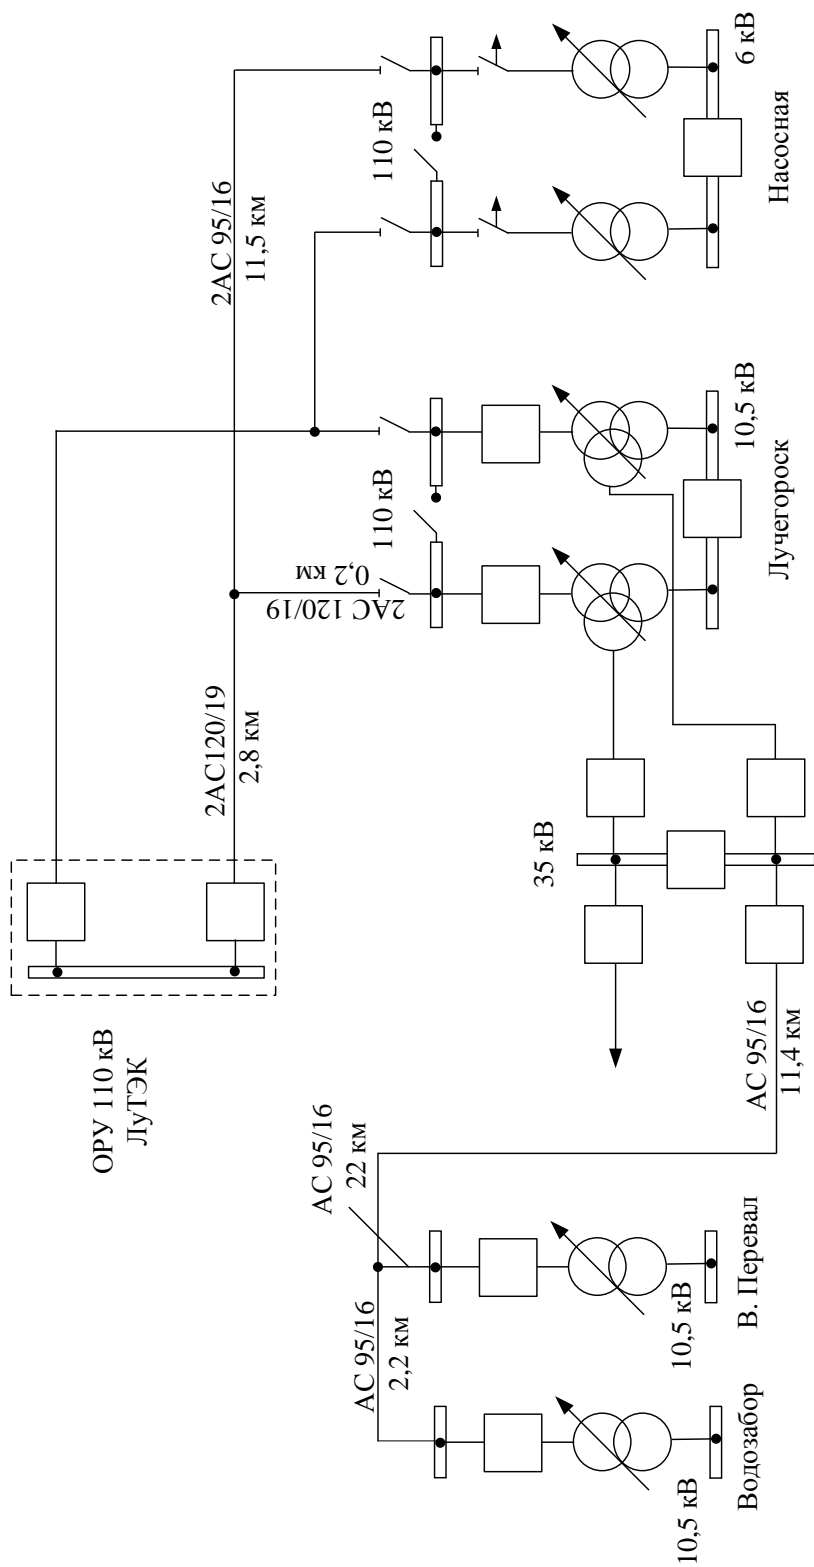 ОРУ 110 кВ
ЛуТЭК
2АС120/19
2,8 км
2АС 95/16
11,5 км
2АС 120/19
0,2 км
110 кВ
110 кВ
35 кВ
АС 95/16
11,4 км
АС 95/16
22 км
АС 95/16
2,2 км
10,5 кВ
Водозабор
10,5 кВ
В. Перевал
10,5 кВ
Лучегороск
6 кВ
Насосная